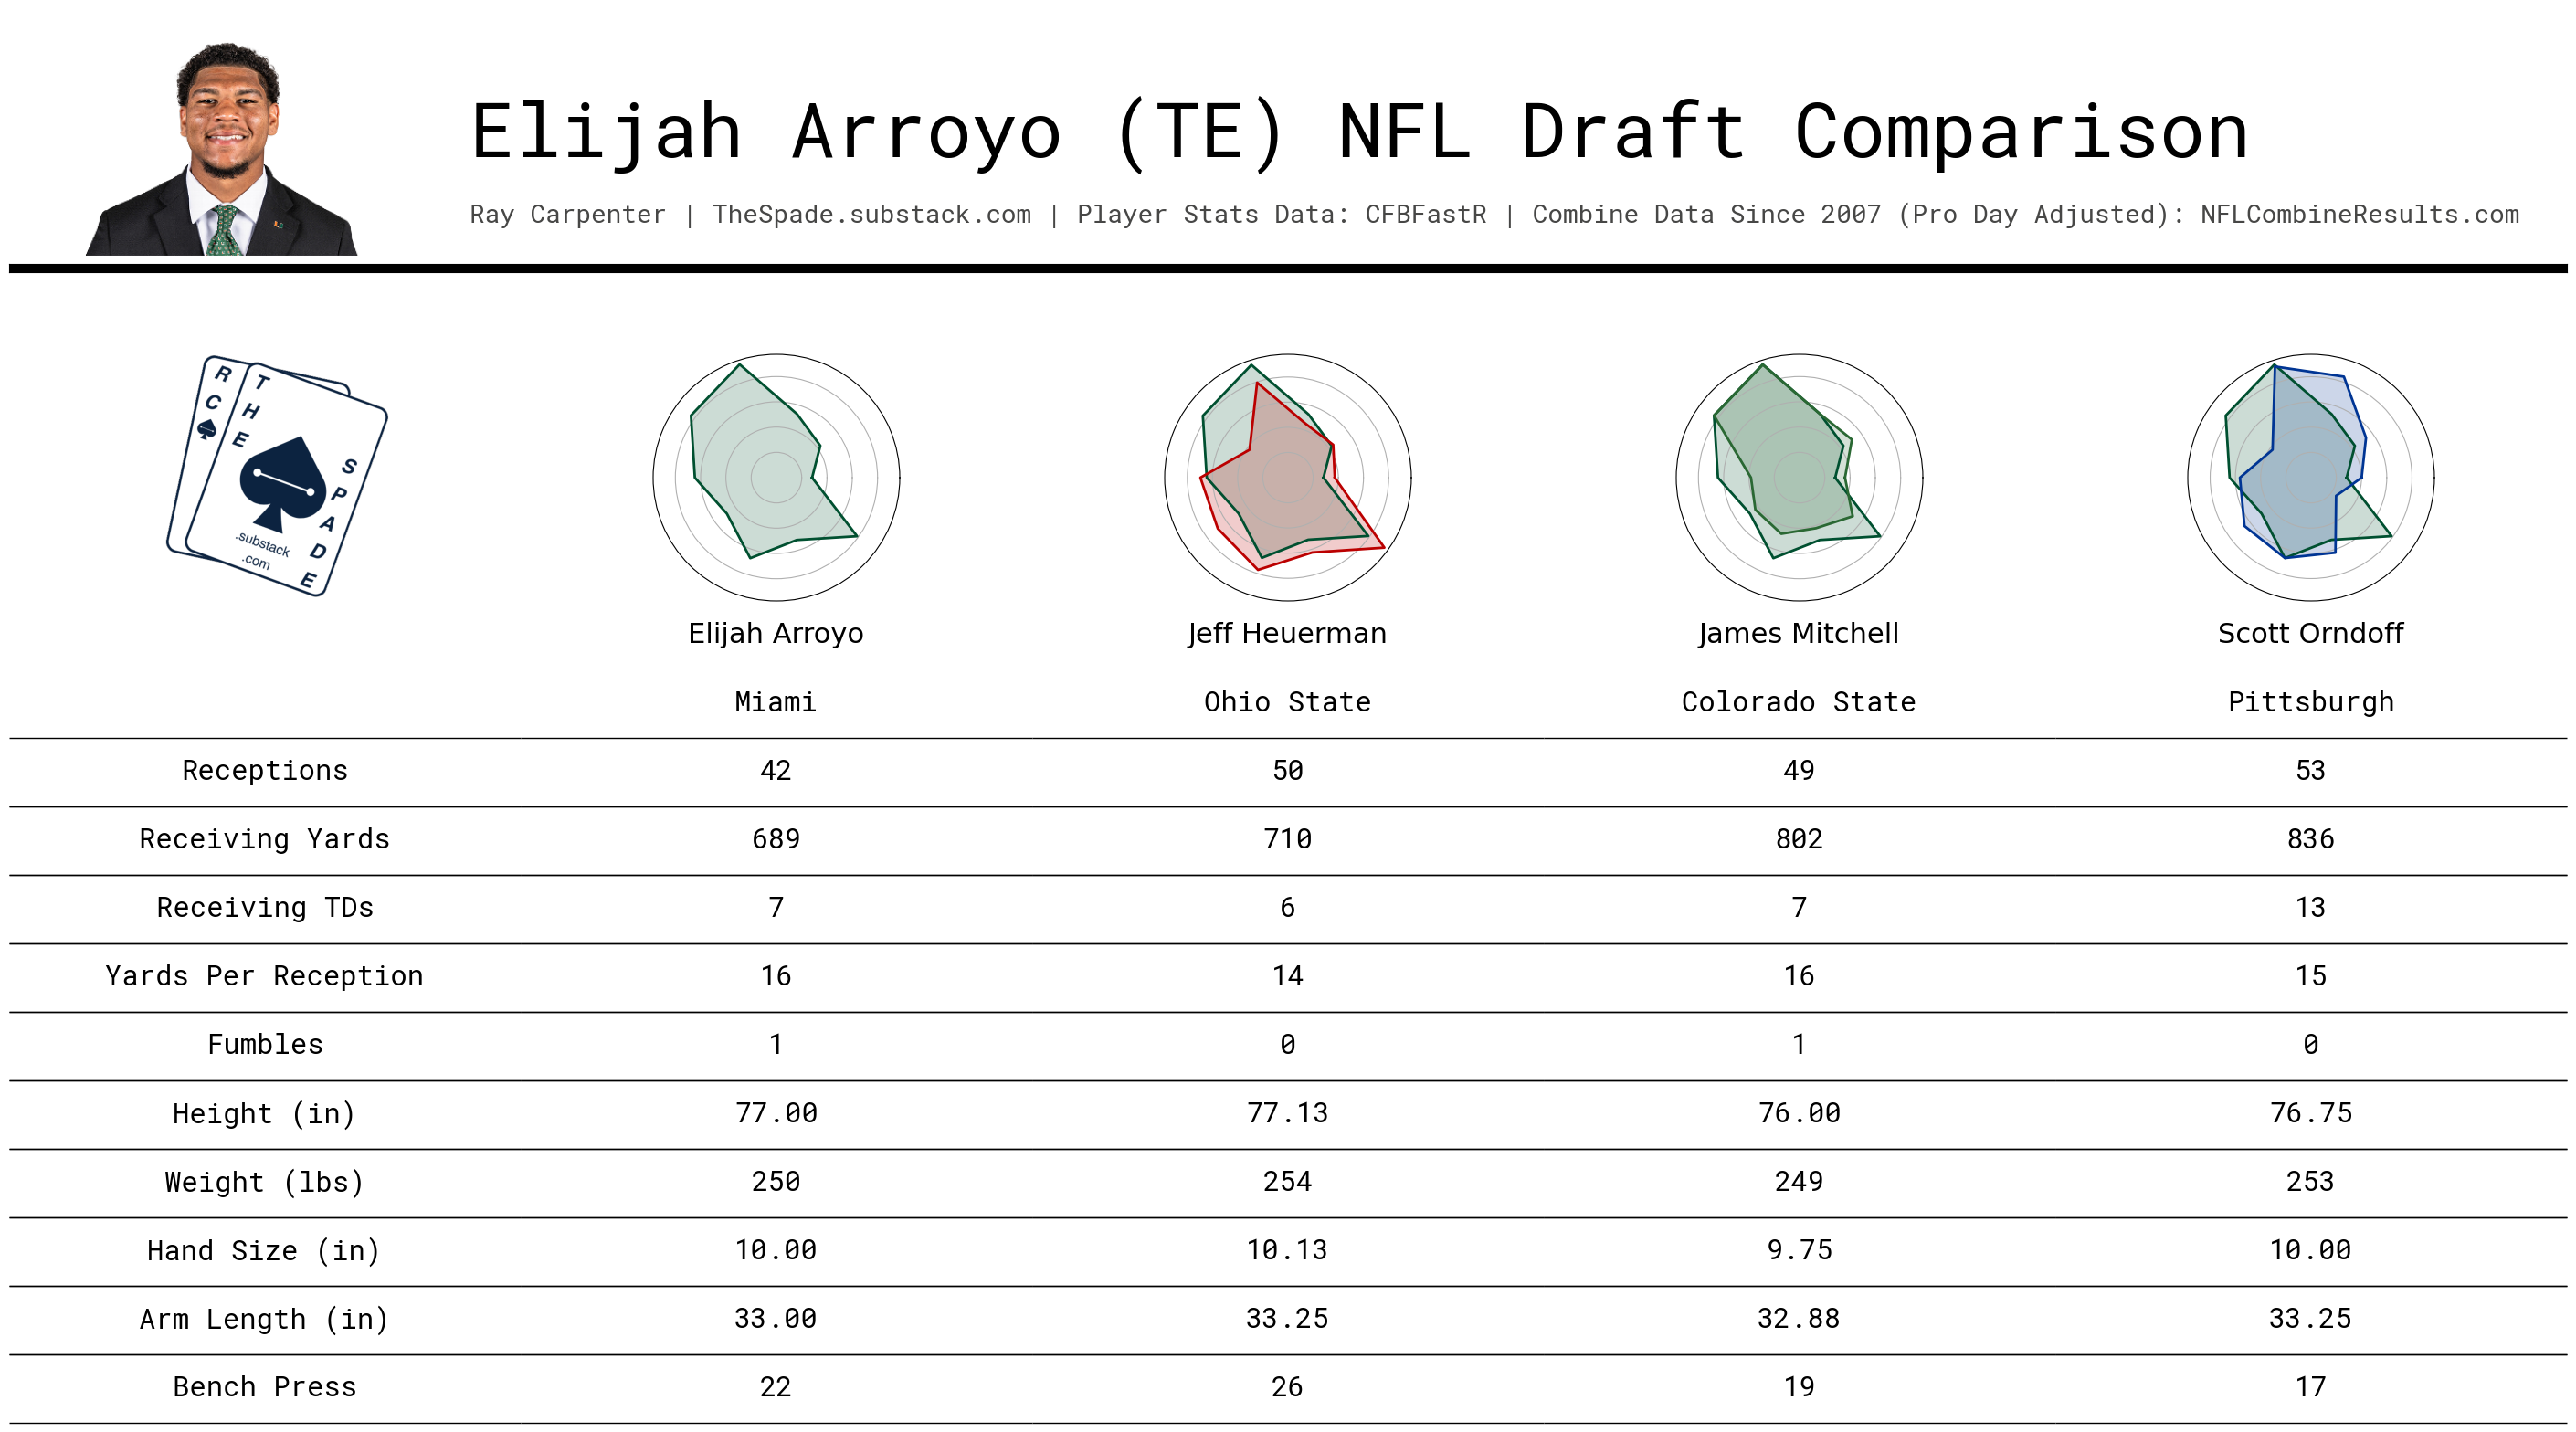 Elijah Arroyo (TE) NFL Draft Comparison
Ray Carpenter | TheSpade.substack.com | Player Stats Data: CFBFastR | Combine Data Since 2007 (Pro Day Adjusted): NFLCombineResults.com
R C
THE
SPADE
.substack
.com
Elijah Arroyo Jeff Heuerman James Mitchell Scott Orndoff
Miami Ohio State Colorado State Pittsburgh
Receptions 42 50 49 53
Receiving Yards 689 710 802 836
Receiving TDs 7 6 7 13
Yards Per Reception 16 14 16 15
Fumbles 1 0 1 0
Height (in) 77.00 77.13 76.00 76.75
Weight (lbs) 250 254 249 253
Hand Size (in) 10.00 10.13 9.75 10.00
Arm Length (in) 33.00 33.25 32.88 33.25
Bench Press 22 26 19 17